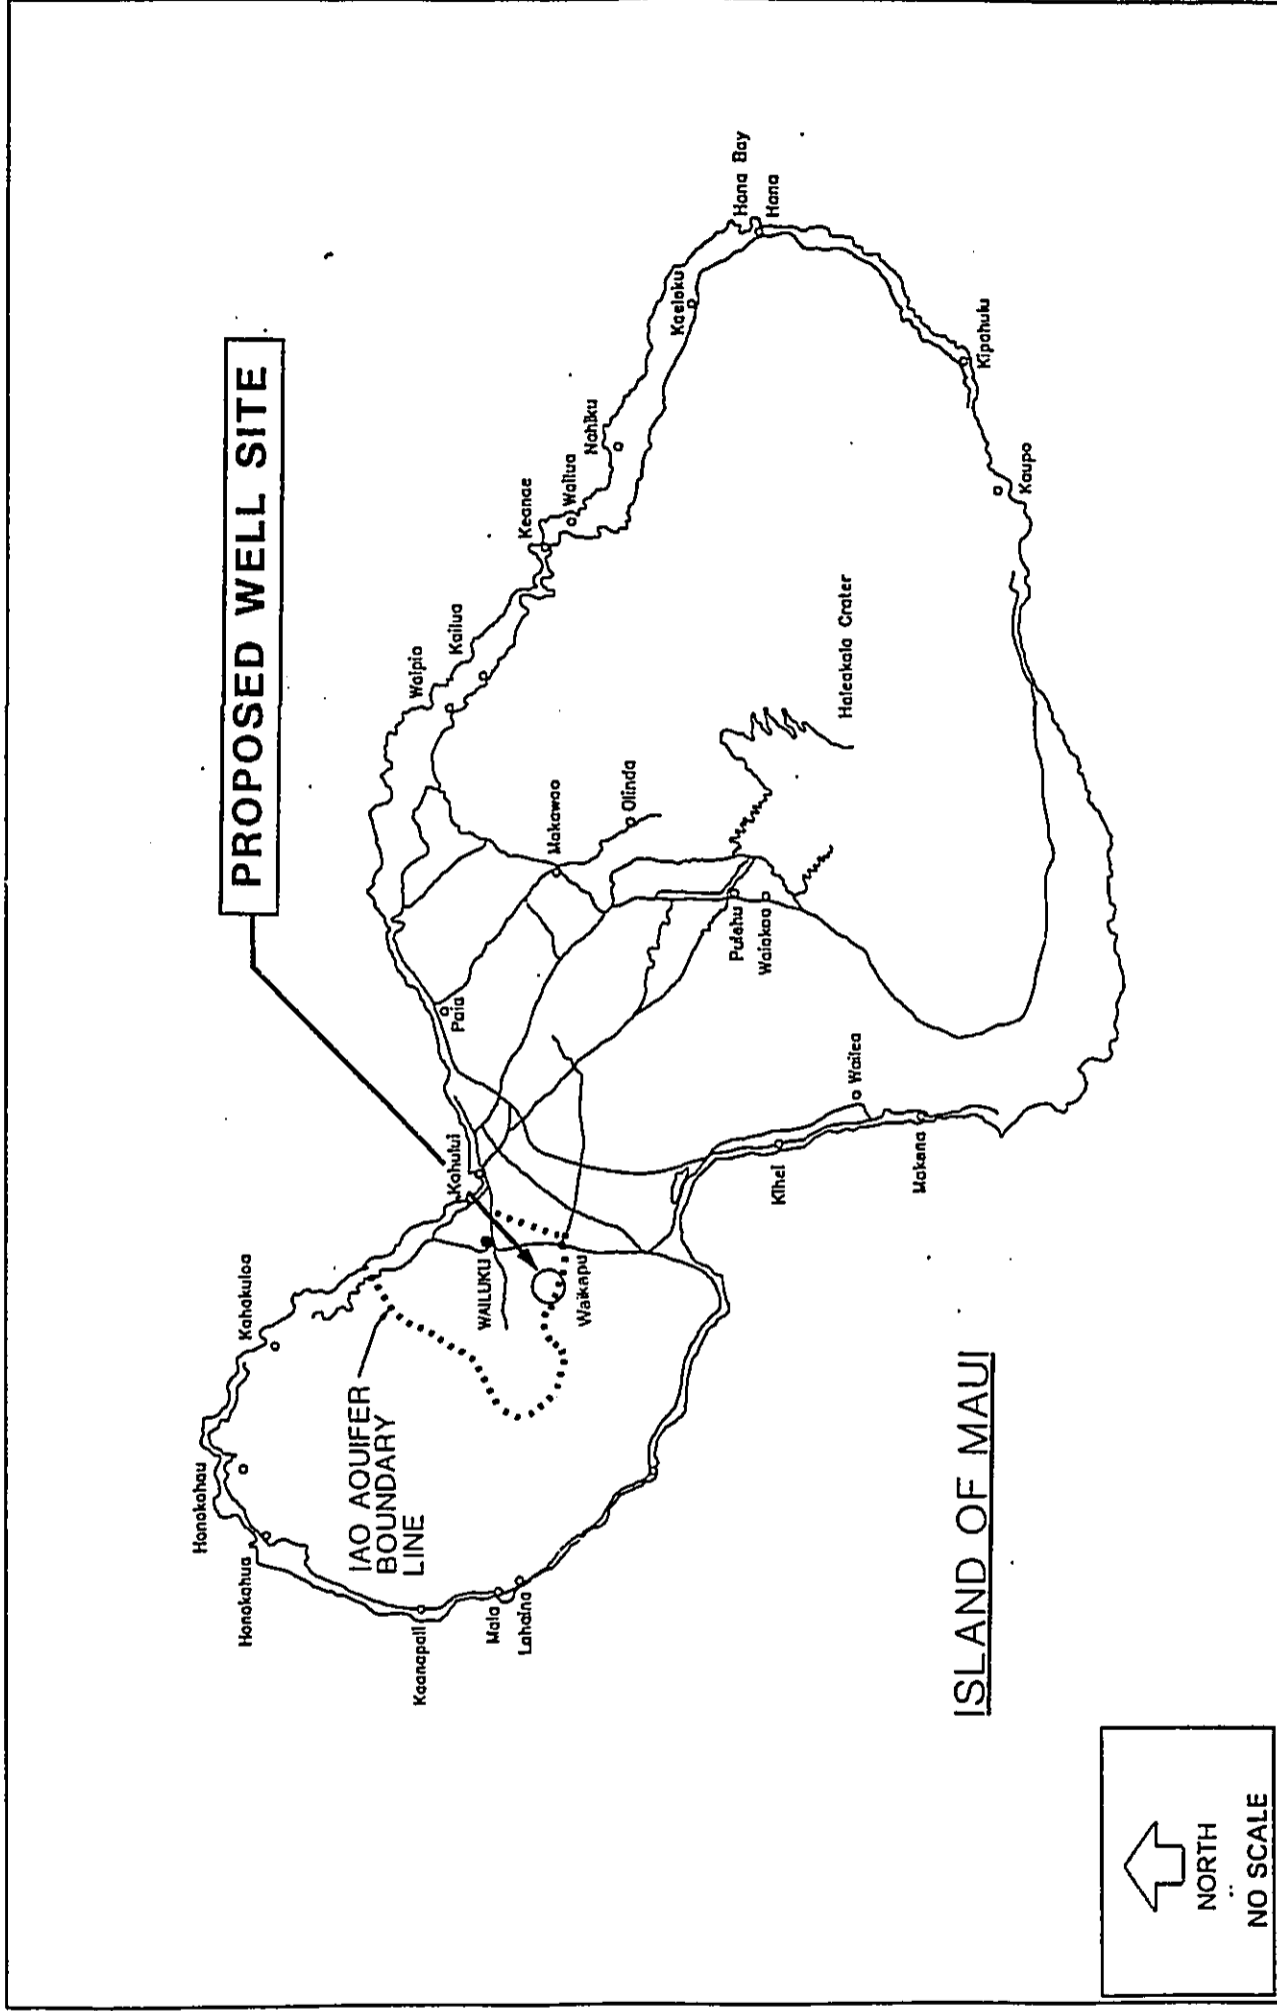 PROPOSED WELL SITE
Honokohau
Honokahua
Kahakuloa
IAO AQUIFER
BOUNDARY
LINE
Kaanapali
Mala
Lahaina
WAILUKU
Waikapu
Kahului
Paia
Makawao
Olinda
Waipio
Kailua
Keanae
Wailua
Nahiku
Kaeloku
Hana Bay
Hana
Kipahulu
Kaupo
Haleakala Crater
Pulehu
Waiakoa
Wailea
Kihei
Makena
ISLAND OF MAUI
NORTH
NO SCALE